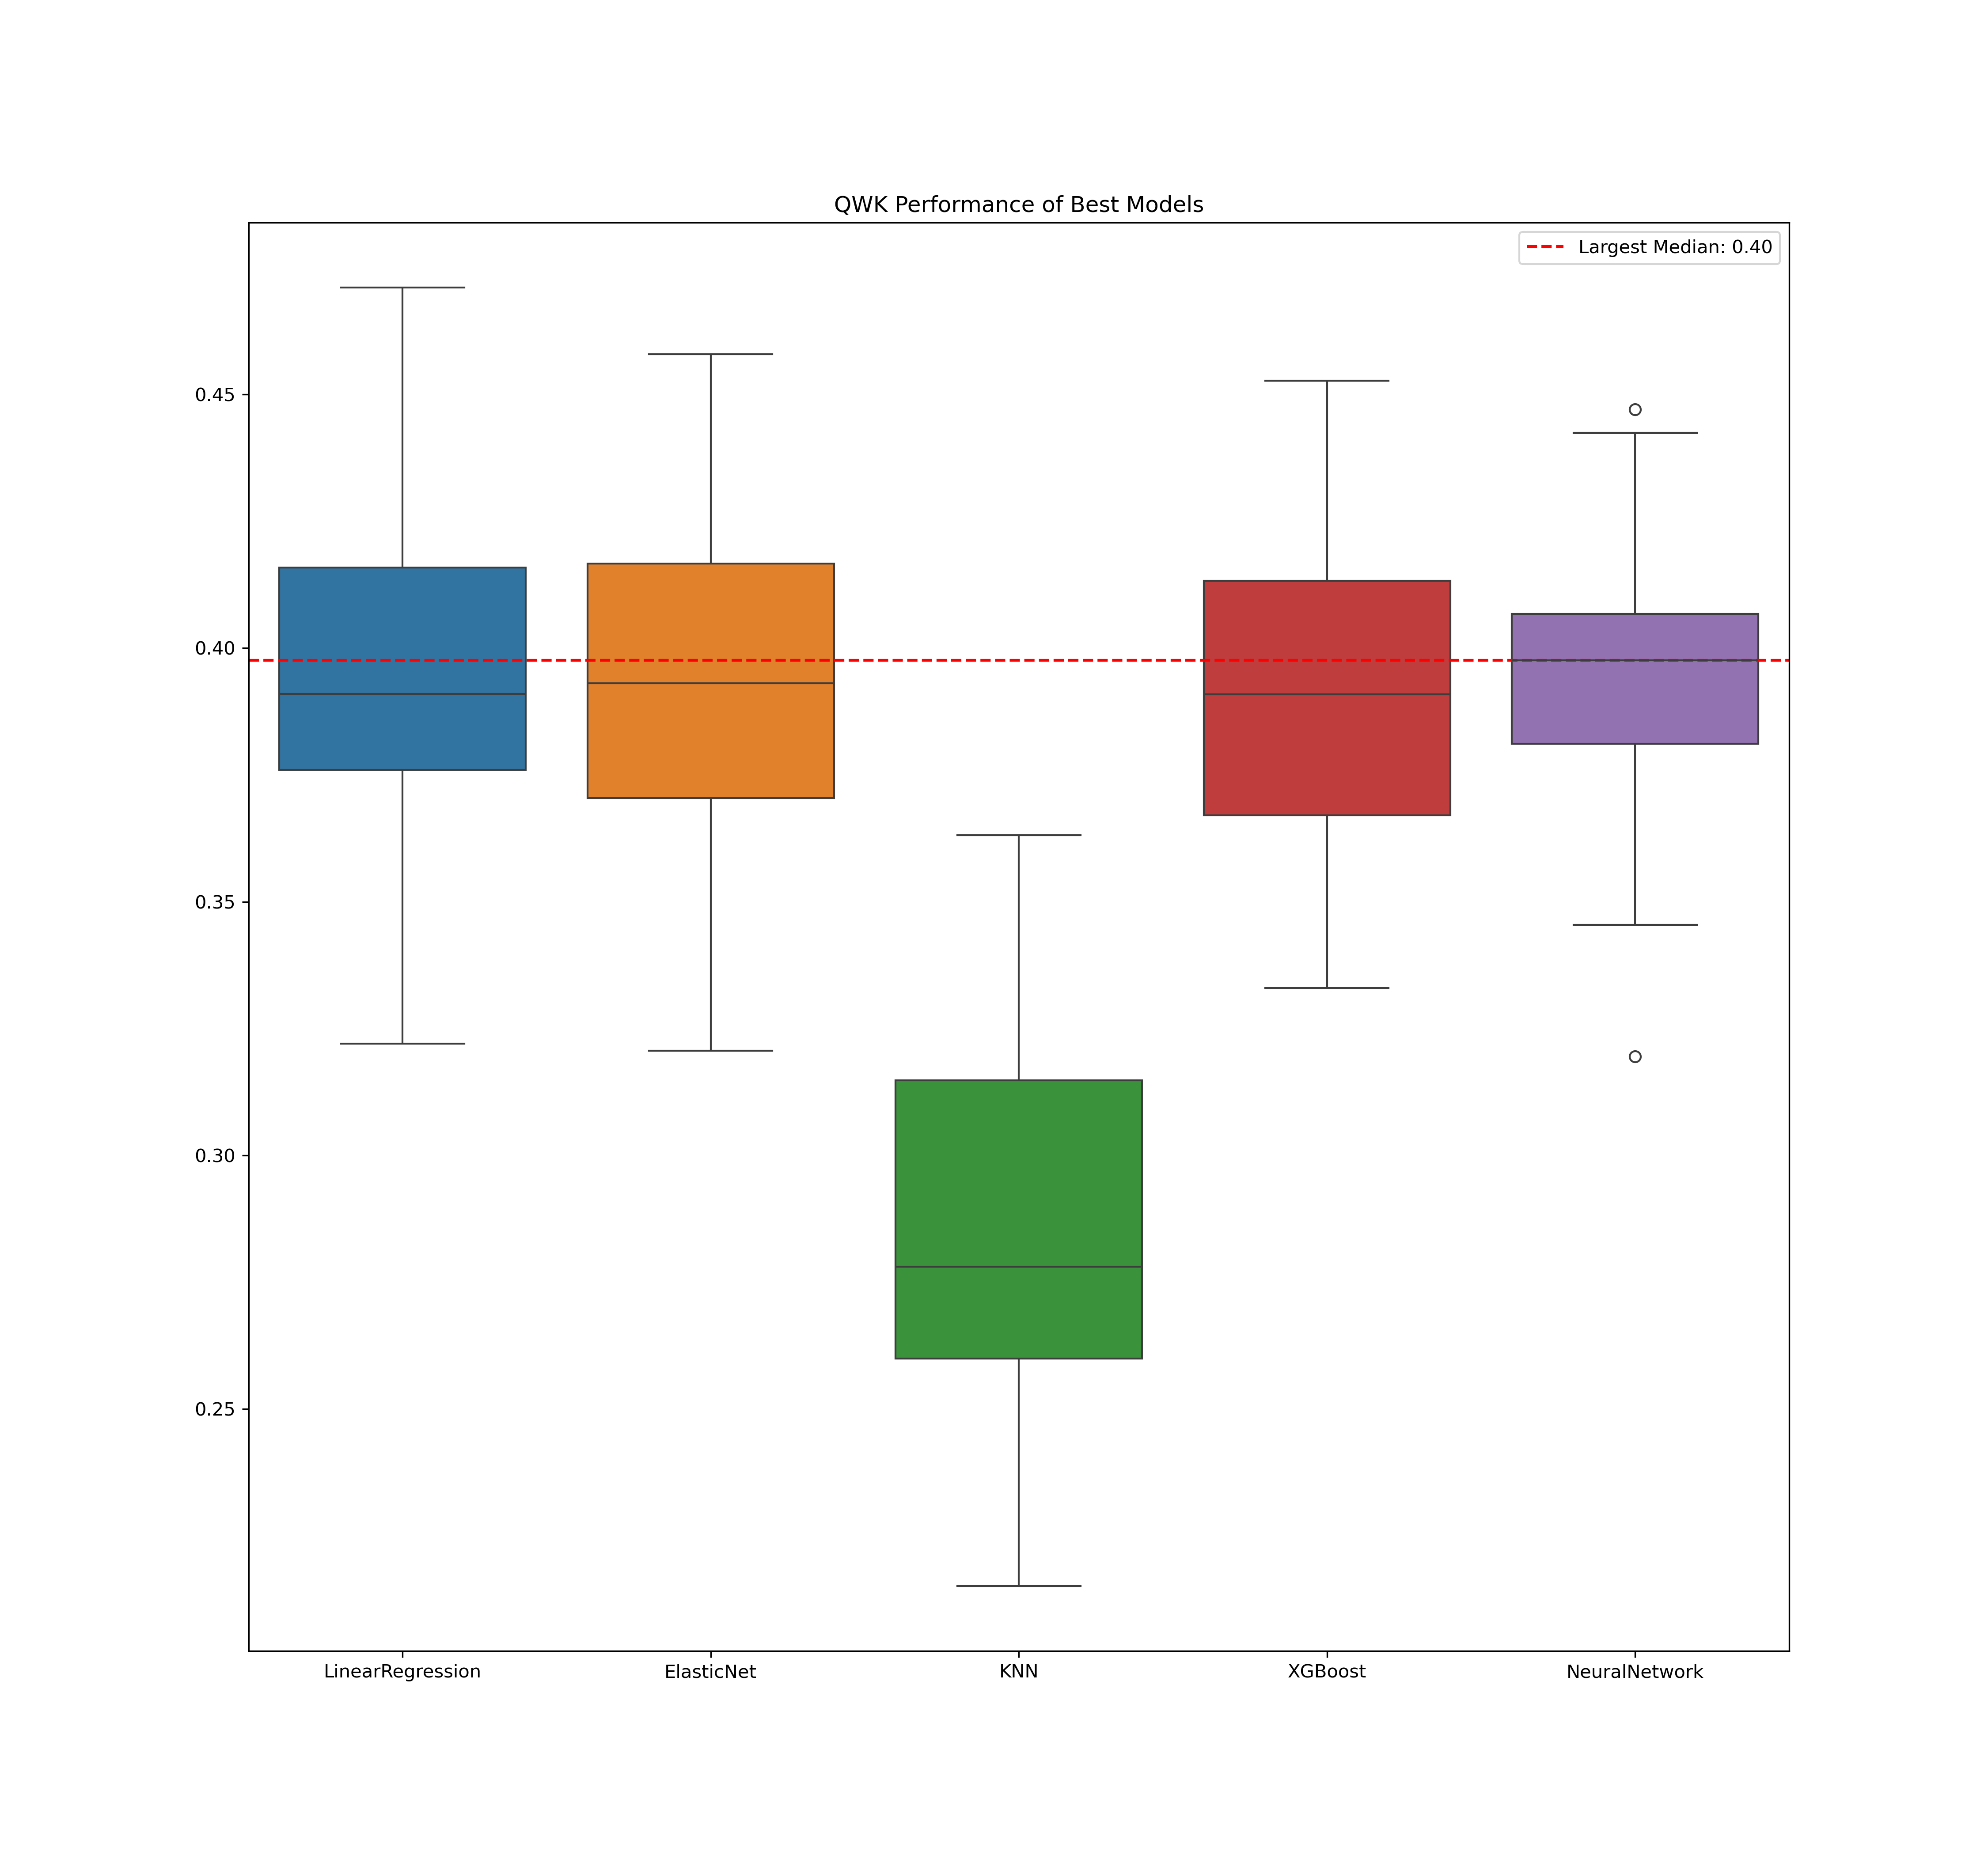 QWK Performance of Best Models
Largest Median: 0.40
0.45
0.40
0.35
0.30
0.25
LinearRegression
ElasticNet
KNN
XGBoost
NeuralNetwork